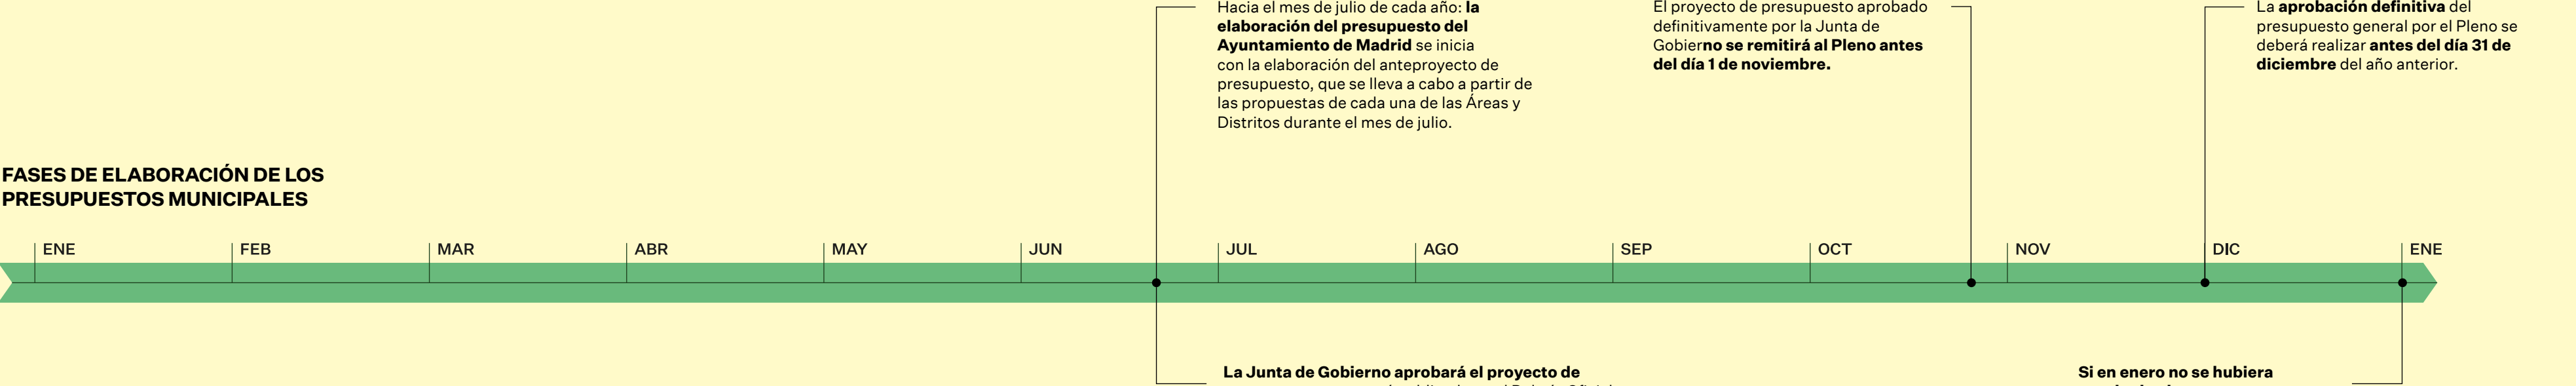 Hacia el mes de julio de cada año: la
elaboración del presupuesto del
Ayuntamiento de Madrid se inicia
con la elaboración del anteproyecto de
presupuesto, que se lleva a cabo a partir de
las propuestas de cada una de las Áreas y
Distritos durante el mes de julio.
El proyecto de presupuesto aprobado
definitivamente por la Junta de
Gobierno se remitirá al Pleno antes
del día 1 de noviembre.
La aprobación definitiva del
presupuesto general por el Pleno se
deberá realizar antes del día 31 de
diciembre del año anterior.
FASES DE ELABORACIÓN DE LOS
PRESUPUESTOS MUNICIPALES
ENE FEB MAR ABR MAY JUN JUL AGO SEP OCT NOV DIC ENE
La Junta de Gobierno aprobará el proyecto de
Si en enero no se hubiera